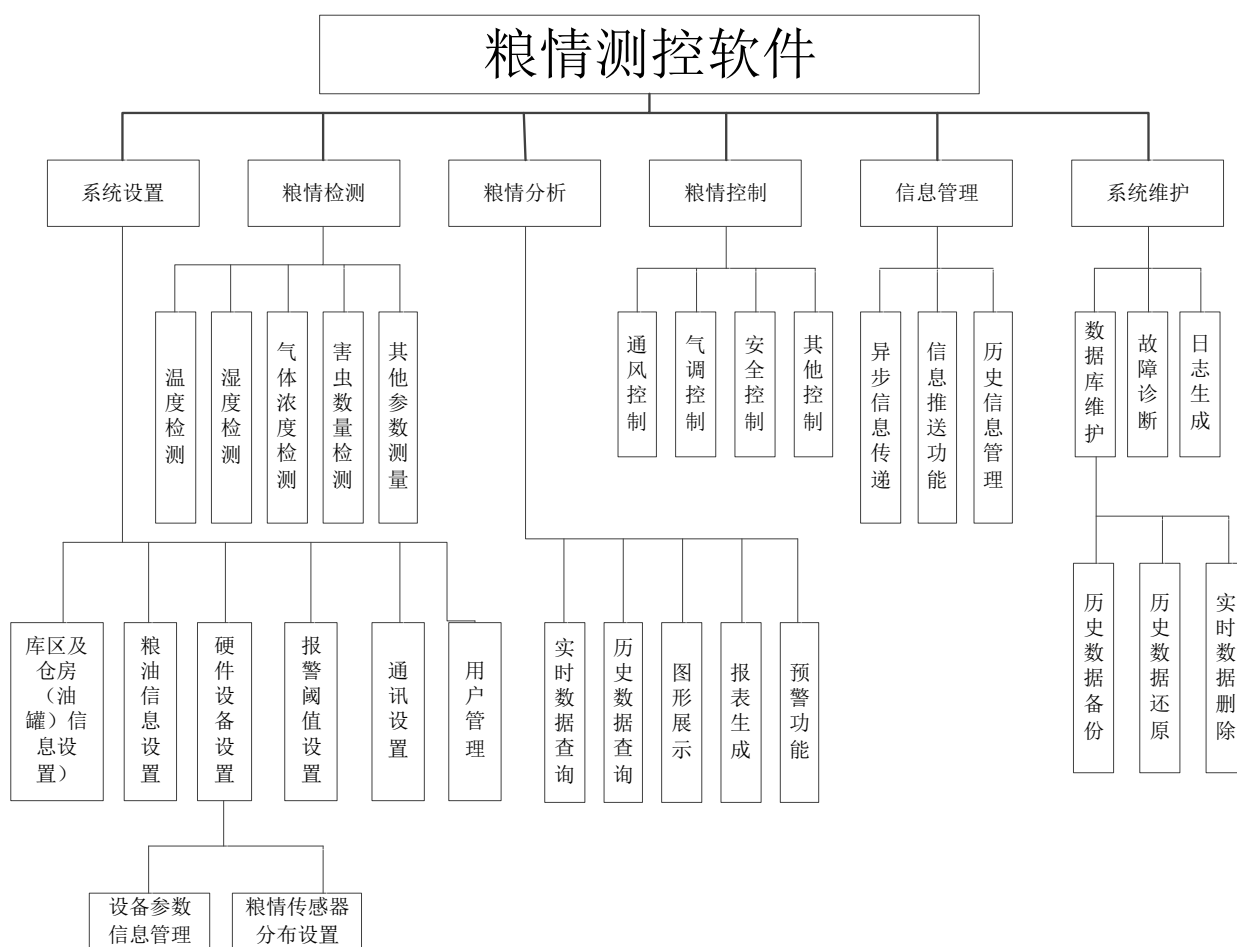 粮情测控软件
系统设置
粮情检测
粮情分析
粮情控制
信息管理
系统维护
温度检测
湿度检测
气体浓度检测
害虫数量检测
其他参数测量
通风控制
气调控制
安全控制
其他控制
异步信息传递
信息推送功能
历史信息管理
数据库维护
故障诊断
日志生成
库区及
仓房
（油
罐）信
息设
置）
粮油信息设置
硬件设备设置
报警阈值设置
通讯设置
用户管理
实时数据查询
历史数据查询
图形展示
报表生成
预警功能
历史数据备份
历史数据还原
实时数据删除
设备参数
信息管理
粮情传感器
分布设置